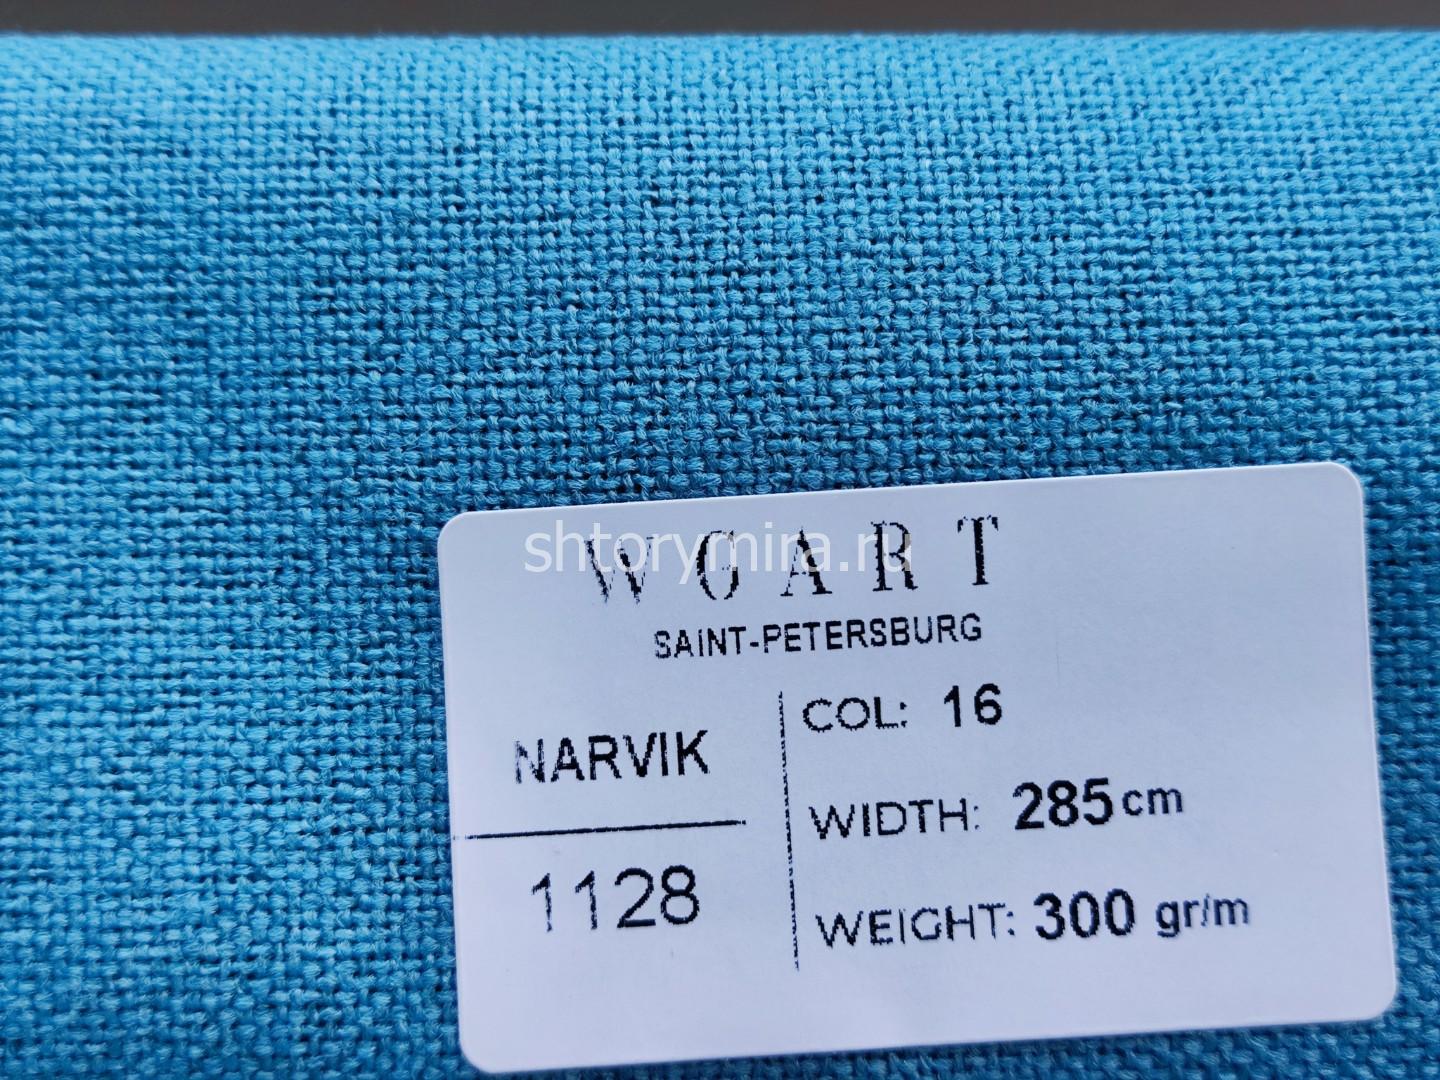 shtorymira.ru
WGART
SAINT-PETERSBURG
NARVIK
1128
COL: 16
WIDTH: 285 cm
WEIGHT: 300 gr/m